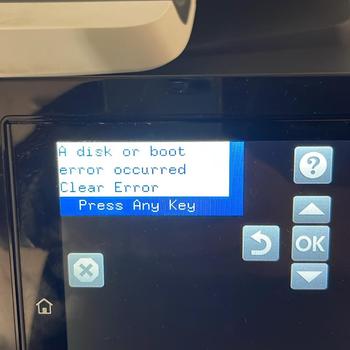 A disk or boot
error occurred
Clear Error
Press Any Key
?
OK